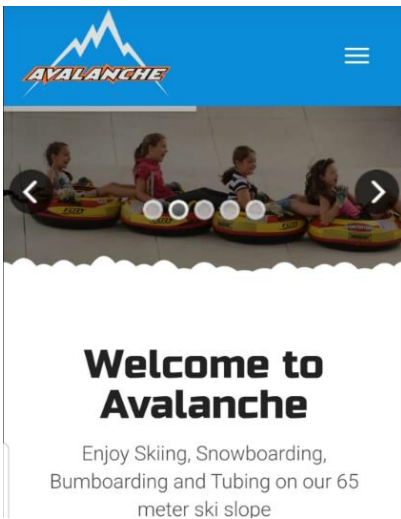 AVALANCHE
Welcome to
Avalanche
Enjoy Skiing, Snowboarding,
Bumboarding and Tubing on our 65
meter ski slope